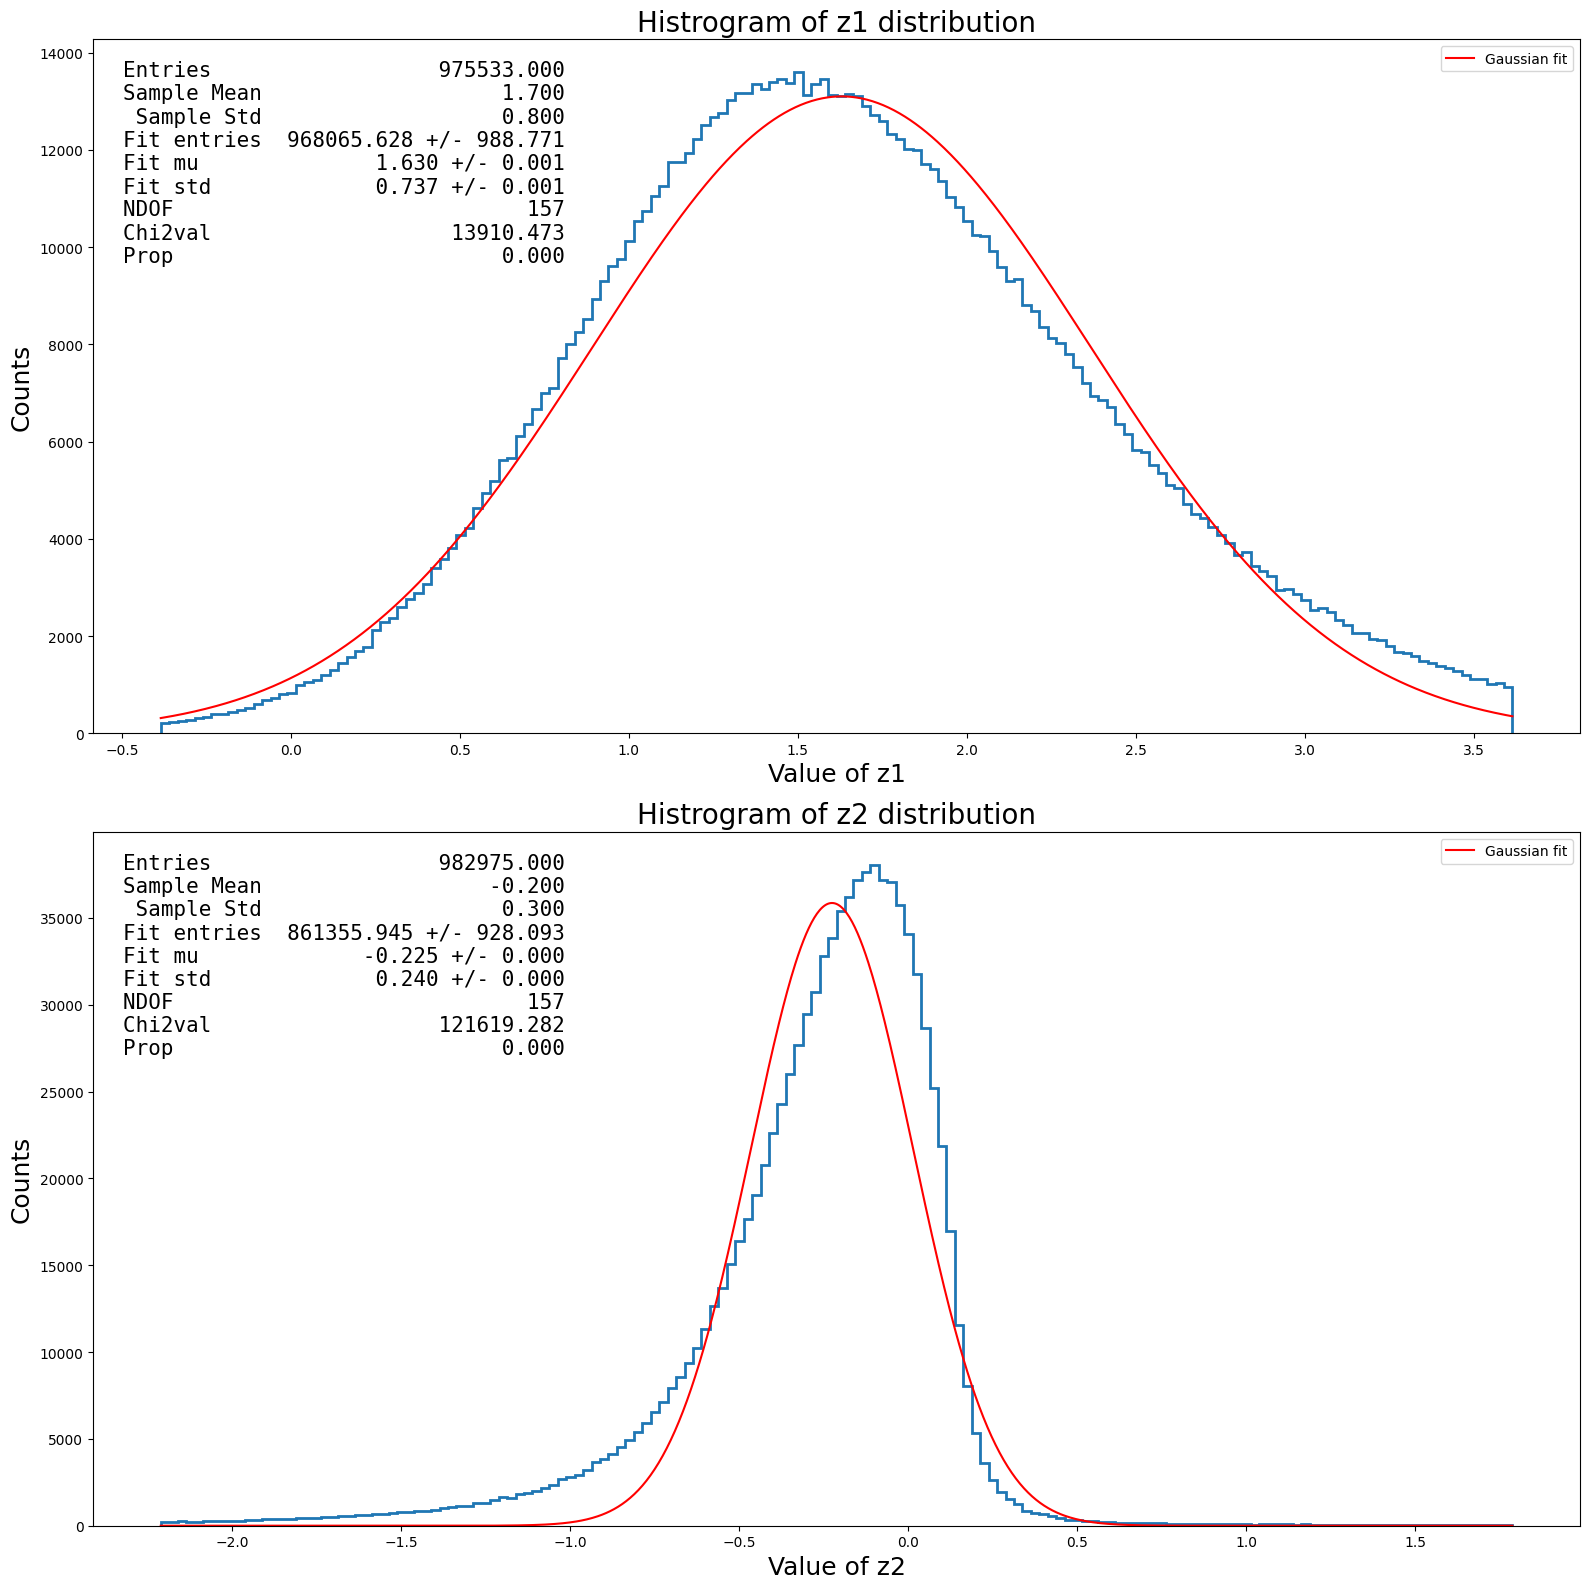 Histrogram of z1 distribution
14000
12000
10000
8000
6000
4000
2000
0
Counts
Entries 975533.000
Sample Mean 1.700
Sample Std 0.800
Fit entries 968065.628 +/- 988.771
Fit mu 1.630 +/- 0.001
Fit std 0.737 +/- 0.001
NDOF 157
Chi2val 13910.473
Prop 0.000
Gaussian fit
−0.5 0.0 0.5 1.0 1.5 2.0 2.5 3.0 3.5
Value of z1
Histrogram of z2 distribution
35000
30000
25000
20000
15000
10000
5000
0
Counts
Entries 982975.000
Sample Mean -0.200
Sample Std 0.300
Fit entries 861355.945 +/- 928.093
Fit mu -0.225 +/- 0.000
Fit std 0.240 +/- 0.000
NDOF 157
Chi2val 121619.282
Prop 0.000
Gaussian fit
−2.0 −1.5 −1.0 −0.5 0.0 0.5 1.0 1.5
Value of z2